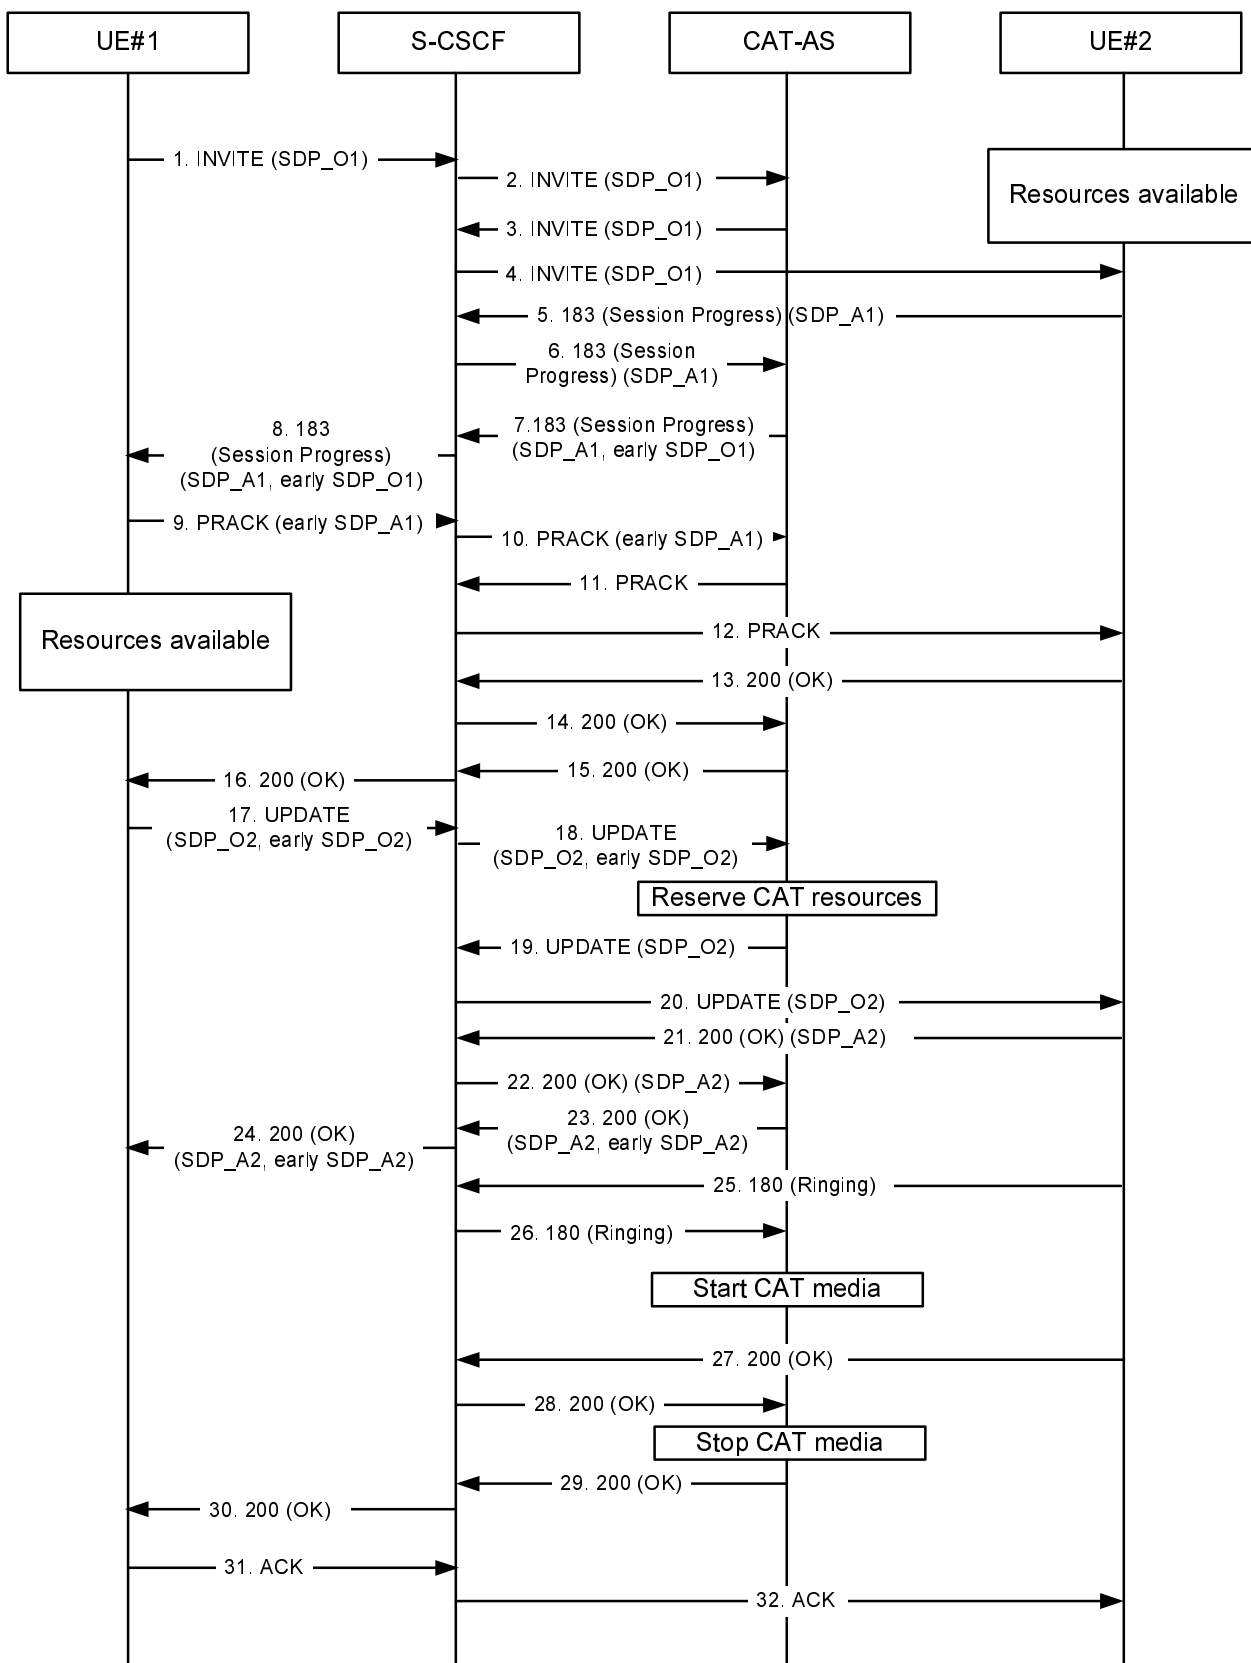 UE#1
S-CSCF
CAT-AS
UE#2
1. INVITE (SDP_O1)
2. INVITE (SDP_O1)
Resources available
3. INVITE (SDP_O1)
4. INVITE (SDP_O1)
5. 183 (Session Progress) (SDP_A1)
6. 183 (Session
Progress) (SDP_A1)
7.183 (Session Progress)
(SDP_A1, early SDP_O1)
8. 183
(Session Progress)
(SDP_A1, early SDP_O1)
9. PRACK (early SDP_A1)
10. PRACK (early SDP_A1)
11. PRACK
Resources available
12. PRACK
13. 200 (OK)
14. 200 (OK)
15. 200 (OK)
16. 200 (OK)
17. UPDATE
(SDP_O2, early SDP_O2)
18. UPDATE
(SDP_O2, early SDP_O2)
Reserve CAT resources
19. UPDATE (SDP_O2)
20. UPDATE (SDP_O2)
21. 200 (OK) (SDP_A2)
22. 200 (OK) (SDP_A2)
23. 200 (OK)
(SDP_A2, early SDP_A2)
24. 200 (OK)
(SDP_A2, early SDP_A2)
25. 180 (Ringing)
26. 180 (Ringing)
Start CAT media
27. 200 (OK)
28. 200 (OK)
Stop CAT media
29. 200 (OK)
30. 200 (OK)
31. ACK
32. ACK